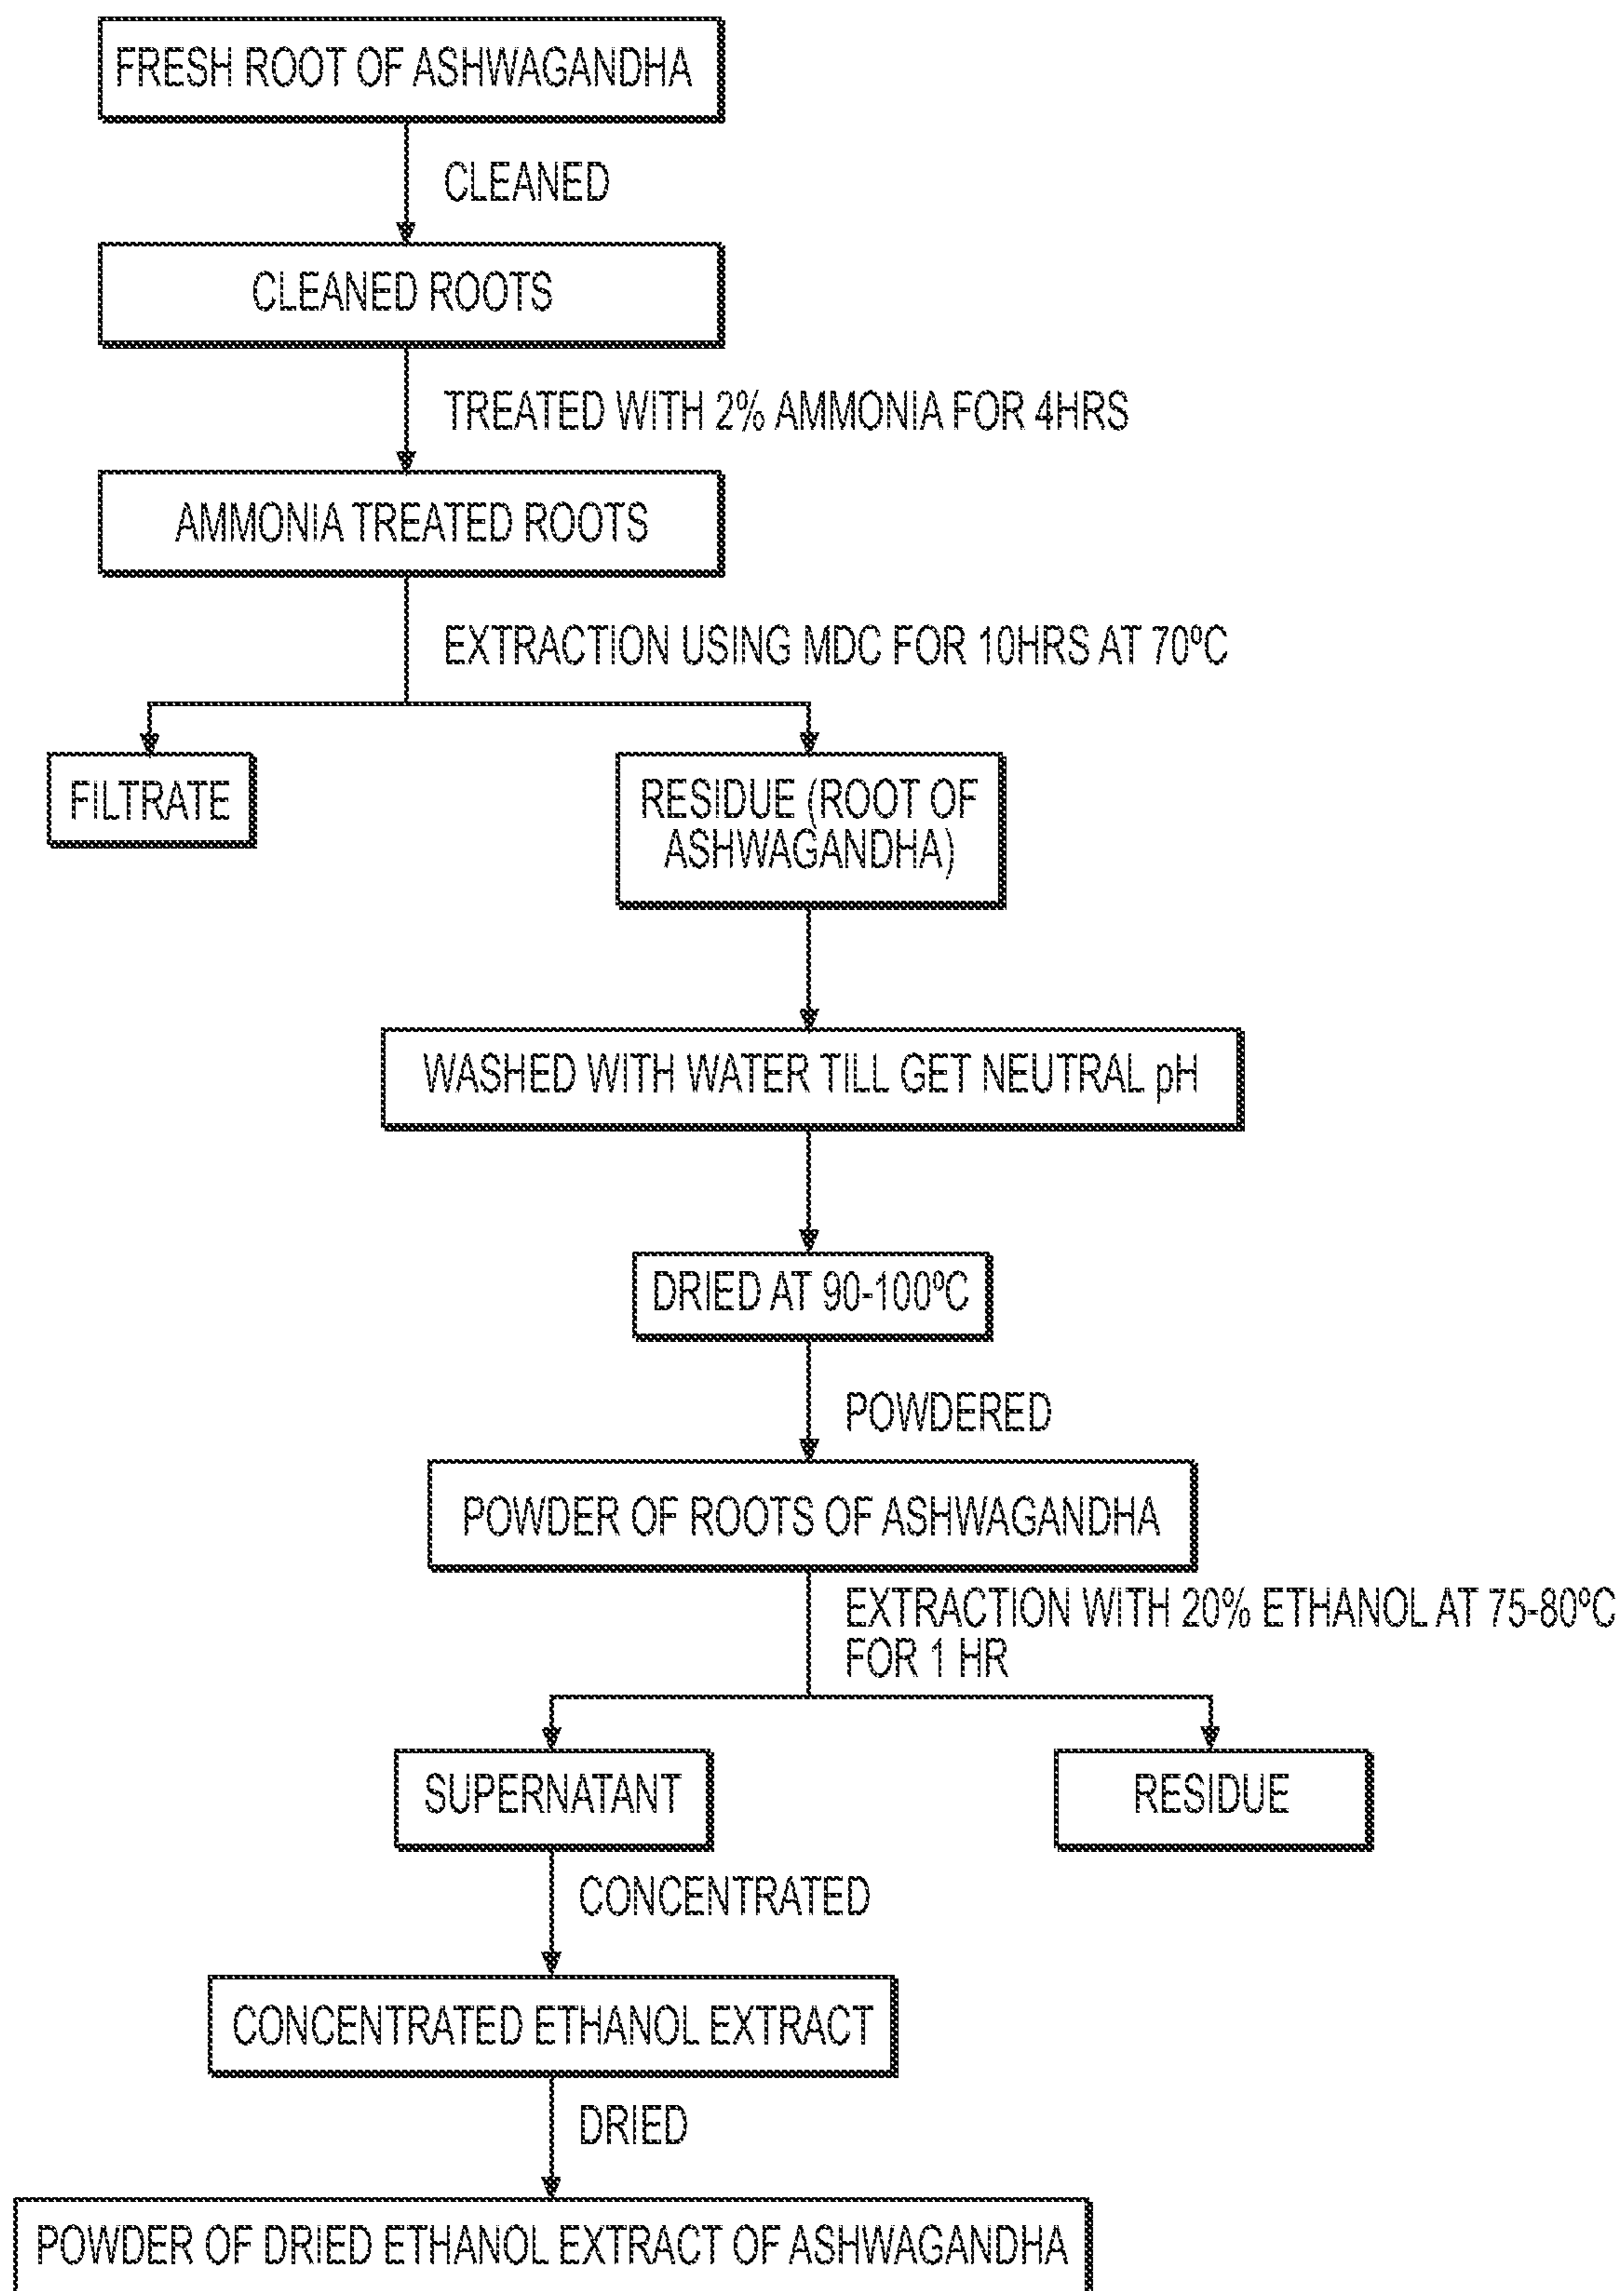 FRESH ROOT OF ASHWAGANDHA
CLEANED
CLEANED ROOTS
TREATED WITH 2% AMMONIA FOR 4HRS
AMMONIA TREATED ROOTS
EXTRACTION USING MDC FOR 10HRS AT 70ºC
FILTRATE
RESIDUE (ROOT OF
ASHWAGANDHA)
WASHED WITH WATER TILL GET NEUTRAL pH
DRIED AT 90-100ºC
POWDERED
POWDER OF ROOTS OF ASHWAGANDHA
EXTRACTION WITH 20% ETHANOL AT 75-80ºC
FOR 1 HR
SUPERNATANT
RESIDUE
CONCENTRATED
CONCENTRATED ETHANOL EXTRACT
DRIED
POWDER OF DRIED ETHANOL EXTRACT OF ASHWAGANDHA